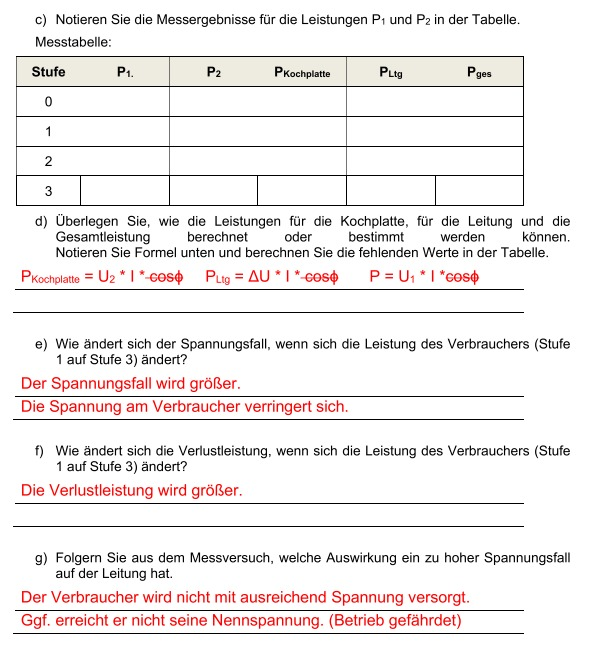 c) Notieren Sie die Messergebnisse für die Leistungen P1 und P2 in der Tabelle.
Messtabelle:
Stufe P1. P2 PKochplatte PLtg Pges
0
1
2
3
d) Überlegen Sie, wie die Leistungen für die Kochplatte, für die Leitung und die
Gesamtleistung berechnet oder bestimmt werden können.
Notieren Sie Formel unten und berechnen Sie die fehlenden Werte in der Tabelle.
PKochplatte = U2 * I * cosϕ PLtg = ΔU * I * cosϕ P = U1 * I *cosϕ
e) Wie ändert sich der Spannungsfall, wenn sich die Leistung des Verbrauchers (Stufe
1 auf Stufe 3) ändert?
Der Spannungsfall wird größer.
Die Spannung am Verbraucher verringert sich.
f) Wie ändert sich die Verlustleistung, wenn sich die Leistung des Verbrauchers (Stufe
1 auf Stufe 3) ändert?
Die Verlustleistung wird größer.
g) Folgern Sie aus dem Messversuch, welche Auswirkung ein zu hoher Spannungsfall
auf der Leitung hat.
Der Verbraucher wird nicht mit ausreichend Spannung versorgt.
Ggf. erreicht er nicht seine Nennspannung. (Betrieb gefährdet)